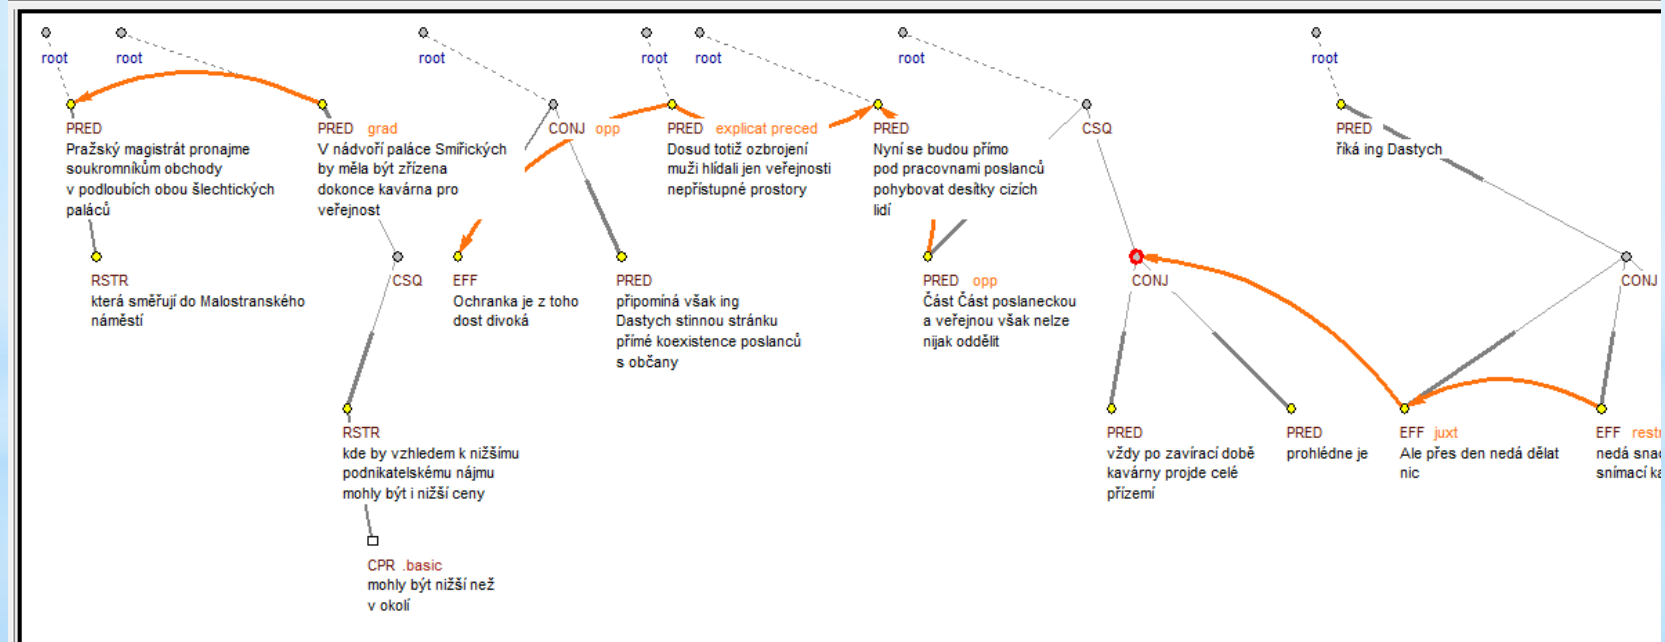 root
root
root
root
root
root
root
PRED
Pražský magistrát pronajme
soukromníkům obchody
v podloubích obou šlechtických
paláců
PRED grad
V nádvoří paláce Smiřických
by měla být zřízena
dokonce kavárna pro
veřejnost
CONJ opp
PRED explicat preced
Dosud totiž ozbrojení
muži hlídali jen veřejnosti
nepřístupné prostory
PRED
Nyní se budou přímo
pod pracovnami poslanců
pohybovat desítky cizích
lidí
CSQ
PRED
říká ing Dastych
RSTR
která směřují do Malostranského
náměstí
CSQ
EFF
Ochranka je z toho
dost divoká
PRED
připomíná však ing
Dastych stinnou stránku
přímé koexistence poslanců
s občany
PRED opp
Část Část poslaneckou
a veřejnou však nelze
nijak oddělit
CONJ
CONJ
RSTR
kde by vzhledem k nižšímu
podnikatelskému nájmu
mohly být i nižší ceny
PRED
vždy po zavírací době
kavárny projde celé
přízemí
PRED
prohlédne je
EFF juxt
Ale přes den nedá dělat
nic
EFF
nedá
snímací
CPR .basic
mohly být nižší než
v okolí